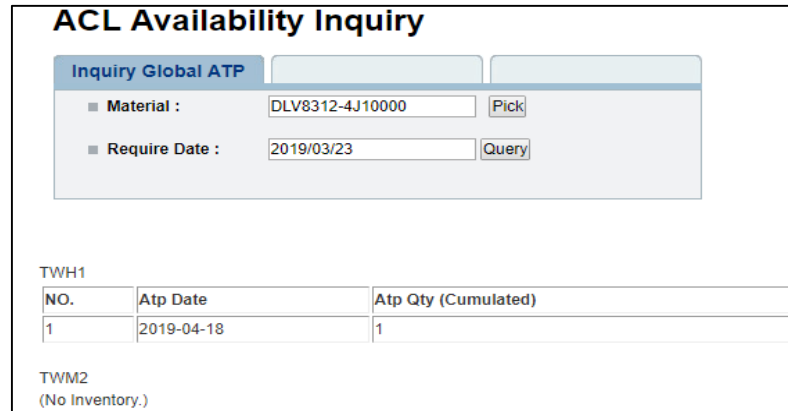 ACL Availability Inquiry
Inquiry Global ATP
Material : DLV8312-4J10000 Pick
Require Date : 2019/03/23 Query
TWH1
NO. Atp Date Atp Qty (Cumulated)
1 2019-04-18 1
TWM2
(No Inventory.)